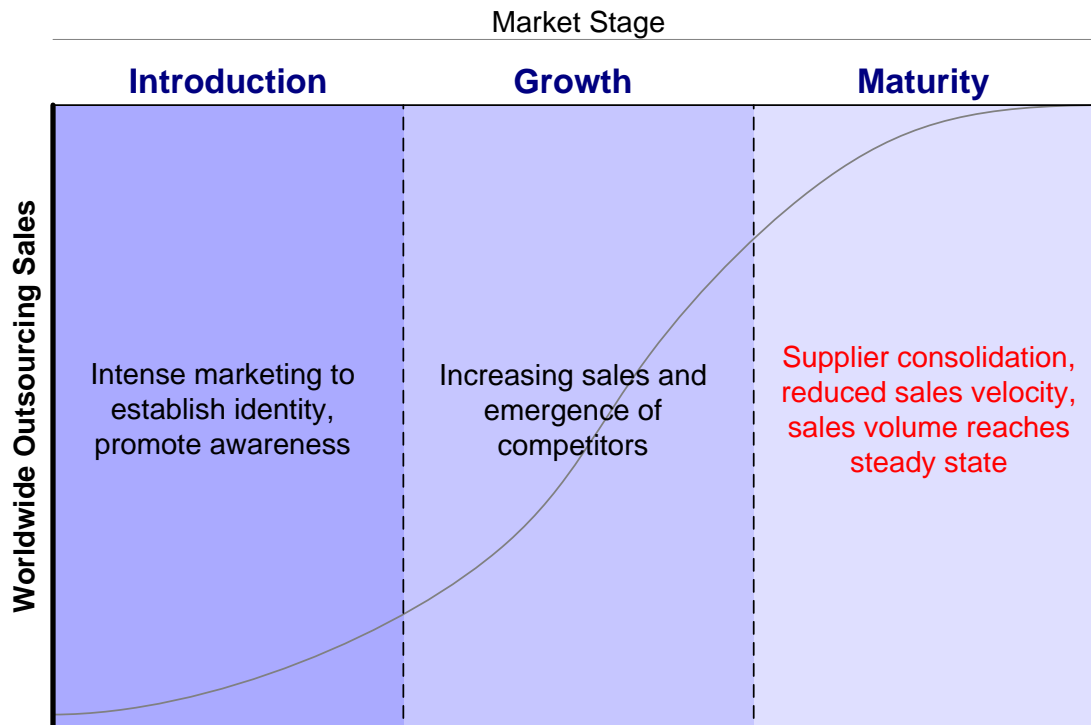 Market Stage
Introduction
Growth
Maturity
Worldwide Outsourcing Sales
Intense marketing to
establish identity,
promote awareness
Increasing sales and
emergence of
competitors
Supplier consolidation,
reduced sales velocity,
sales volume reaches
steady state